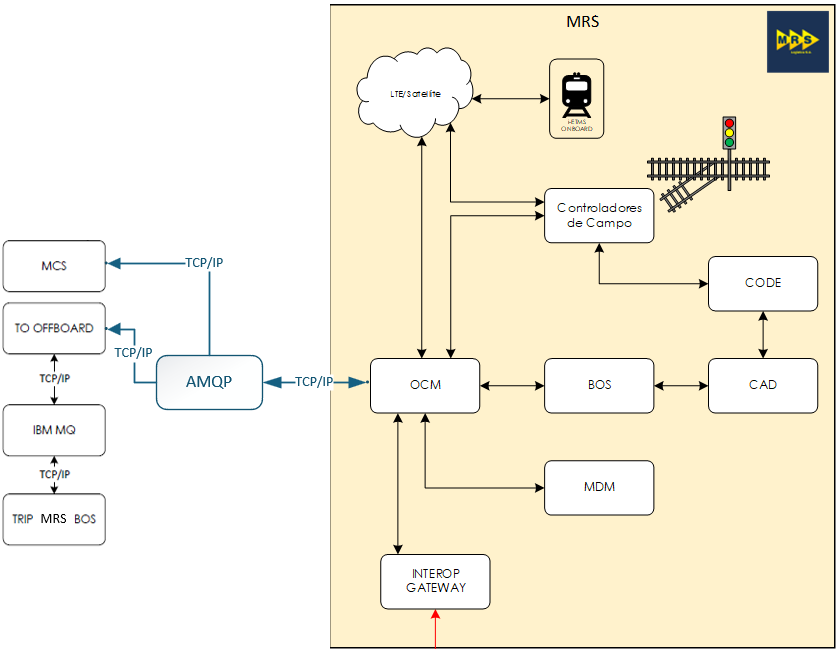 MRS
MRS
LTE/Satellite
I-ETMS
ONBOARD
Controladores
de Campo
MCS
TCP/IP
CODE
TO OFFBOARD
TCP/IP
AMQP
TCP/IP
OCM
BOS
CAD
TCP/IP
IBM MQ
TCP/IP
MDM
TRIP MRS BOS
INTEROP
GATEWAY